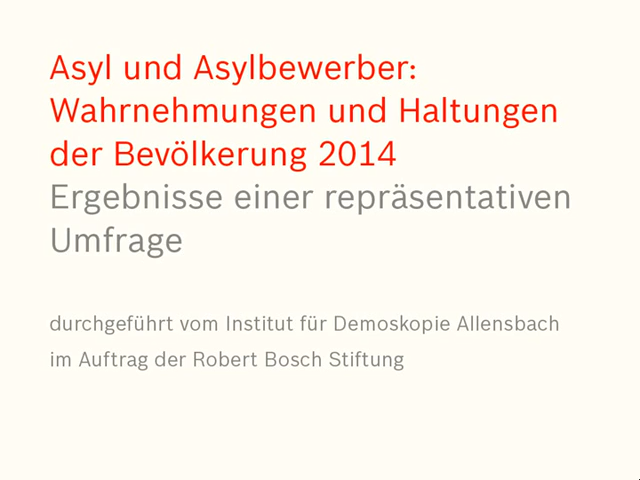 Asyl und Asylbewerber:
Wahrnehmungen und Haltungen
der Bevölkerung 2014
Ergebnisse einer repräsentativen
Umfrage
durchgeführt vom Institut für Demoskopie Allensbach
im Auftrag der Robert Bosch Stiftung